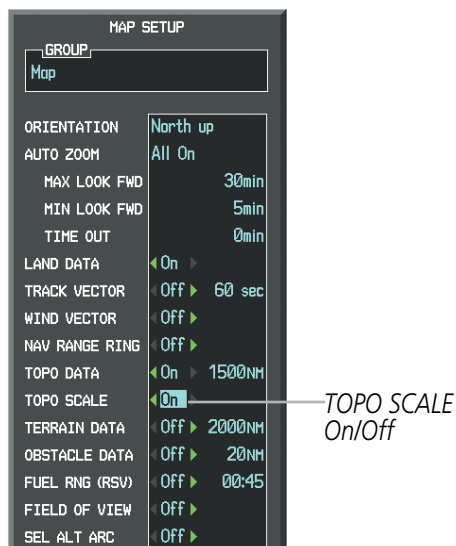 MAP SETUP
GROUP
Map
ORIENTATION North up
AUTO ZOOM All On
MAX LOOK FWD 30min
MIN LOOK FWD 5min
TIME OUT 0min
LAND DATA On
TRACK VECTOR Off 60 sec
WIND VECTOR Off
NAV RANGE RING Off
TOPO DATA On 1500NM
TOPO SCALE On
TERRAIN DATA Off 2000NM
OBSTACLE DATA Off 20NM
FUEL RNG (RSV) Off 00:45
FIELD OF VIEW Off
SEL ALT ARC Off
TOPO SCALE
On/Off